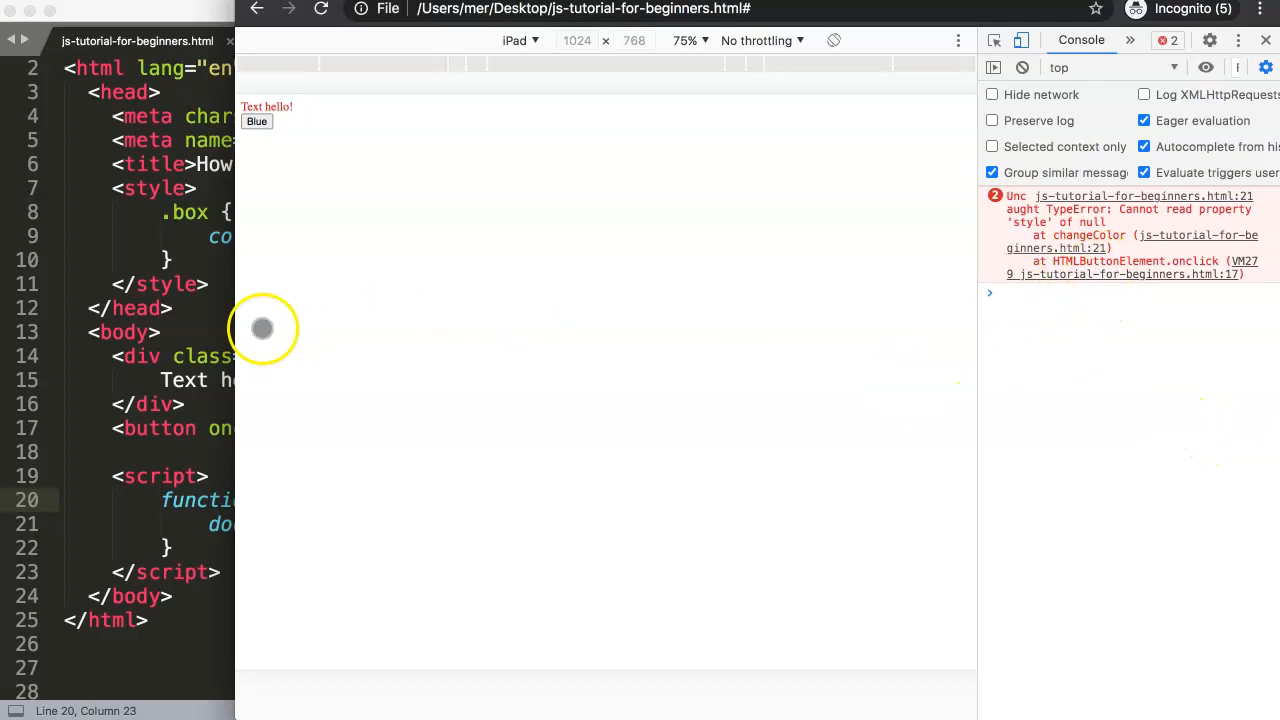 File /Users/mer/Desktop/js-tutorial-for-beginners.html# Incognito (5)
js-tutorial-for-beginners.html ×
iPad 1024 × 768 75% No throttling
Console » 2
top
Hide network Log XMLHttpRequests
Preserve log Eager evaluation
Selected context only Autocomplete from his
Group similar messag Evaluate triggers user
2 Unc js-tutorial-for-beginners.html:21
aught TypeError: Cannot read property
'style' of null
at changeColor (js-tutorial-for-be
ginners.html:21)
at HTMLButtonElement.onclick (VM27
9 js-tutorial-for-beginners.html:17)
Text hello!
Blue
2 <html lang="en
3 <head>
4 <meta char
5 <meta name=
6 <title>How
7 <style>
8 .box {
9 co
10 }
11 </style>
12 </head>
13 <body>
14 <div class=
15 Text he
16 </div>
17 <button on
18
19 <script>
20 functi
21 do
22 }
23 </script>
24 </body>
25 </html>
26
27
28
Line 20, Column 23